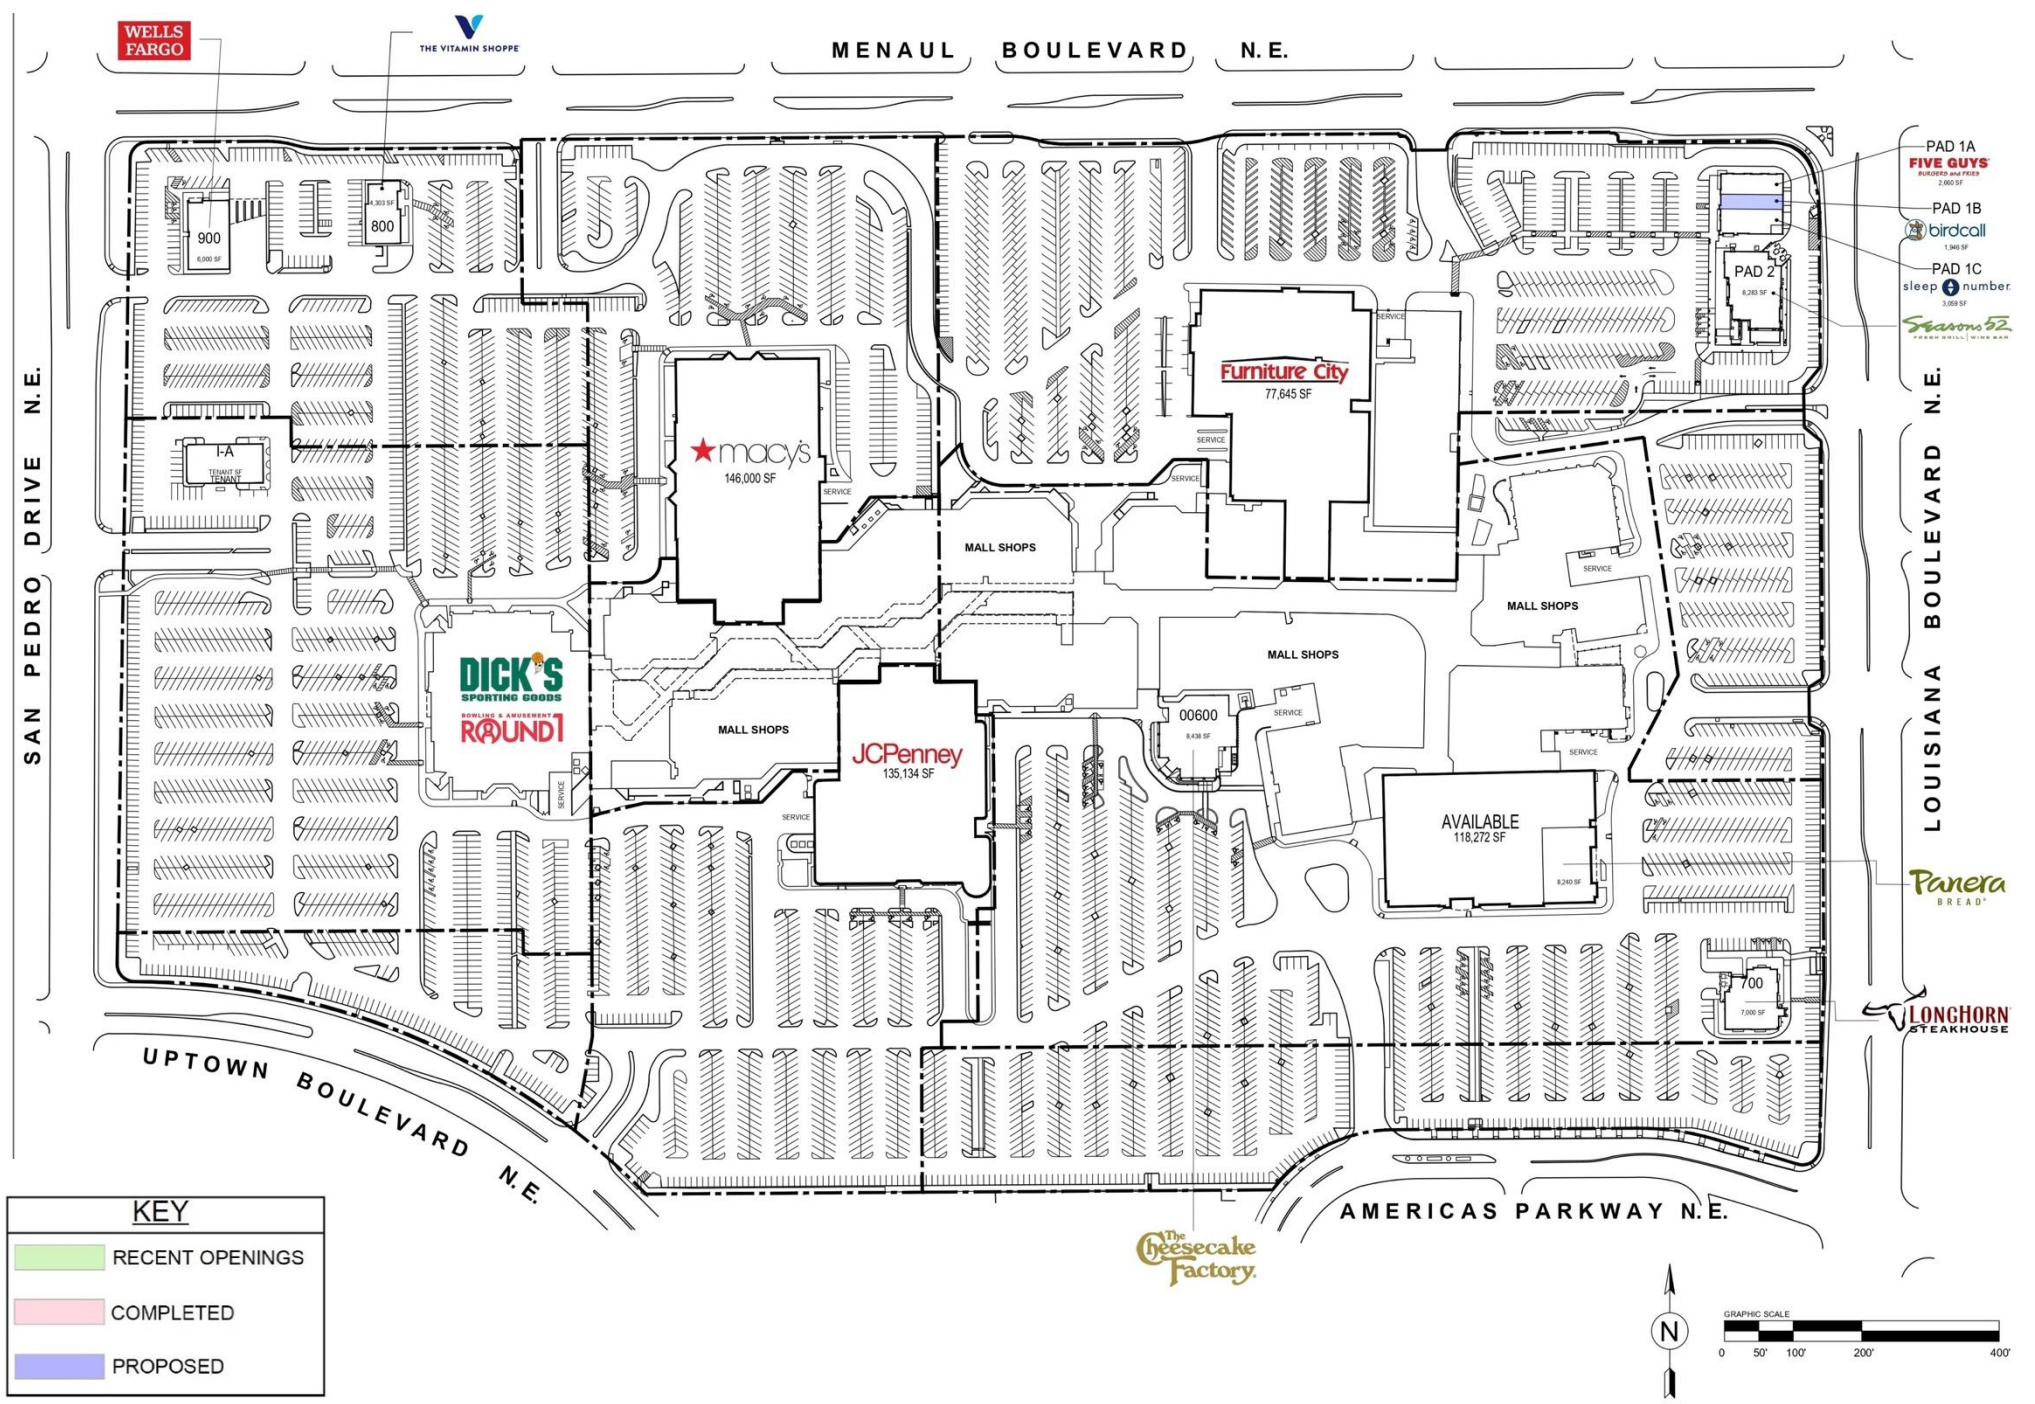 WELLS
FARGO
THE VITAMIN SHOPPE
MENAUL BOULEVARD N.E.
PAD 1A
FIVE GUYS
BURGERS and FRIES
2,660 SF
PAD 1B
birdcall
1,946 SF
PAD 1C
sleep number
3,059 SF
Seasons 52
FRESH GRILL | WINE BAR
900
6,000 SF
4,303 SF
800
PAD 2
8,283 SF
SERVICE
Furniture City
77,645 SF
SERVICE
SERVICE
macy's
146,000 SF
SERVICE
I-A
TENANT SF
TENANT
SAN PEDRO DRIVE N.E.
LOUISIANA BOULEVARD N.E.
MALL SHOPS
SERVICE
MALL SHOPS
MALL SHOPS
DICK'S
SPORTING GOODS
BOWLING & AMUSEMENT
ROUND1
SERVICE
MALL SHOPS
JCPenney
135,134 SF
SERVICE
00600
8,438 SF
SERVICE
SERVICE
AVAILABLE
118,272 SF
8,240 SF
Panera
BREAD
700
7,000 SF
LONGHORN
STEAKHOUSE
UPTOWN BOULEVARD N.E.
AMERICAS PARKWAY N.E.
The
Cheesecake
Factory
KEY
RECENT OPENINGS
COMPLETED
PROPOSED
N
GRAPHIC SCALE
0 50' 100' 200' 400'